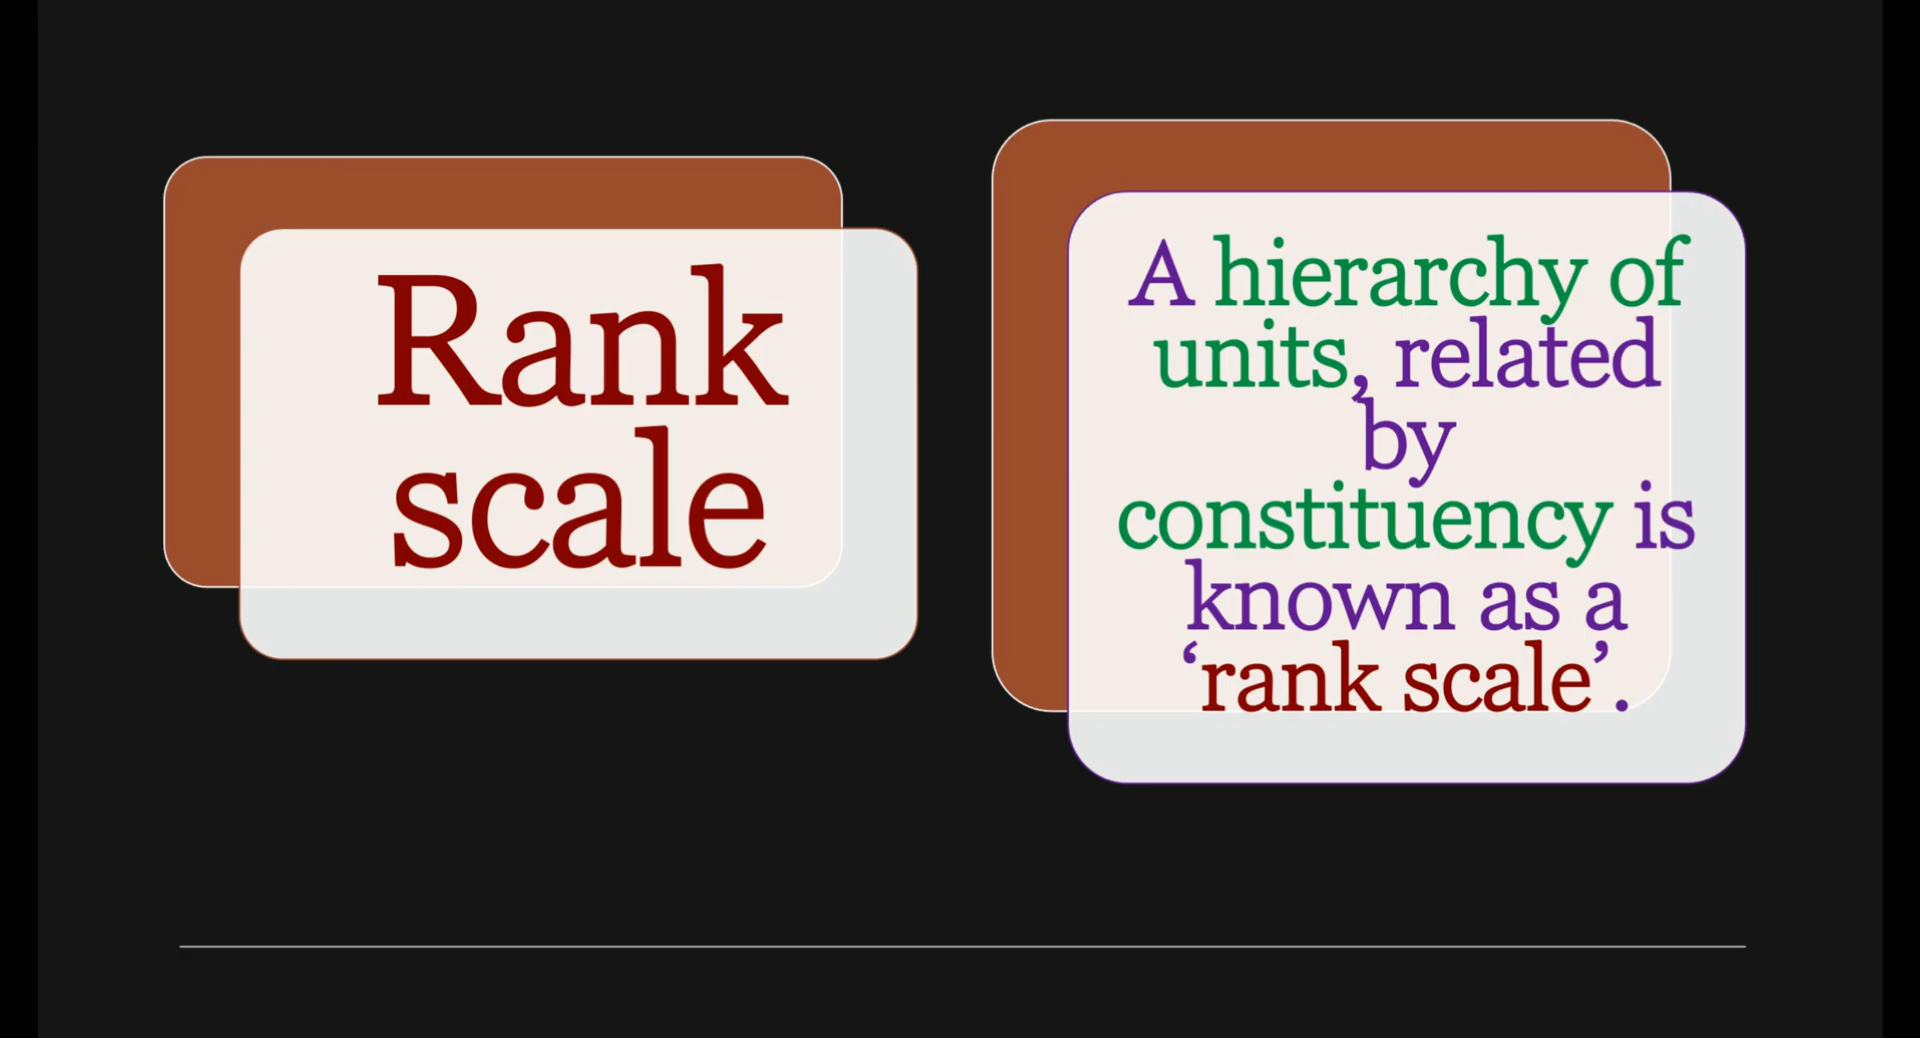 Rank
scale
A hierarchy of
units, related
by
constituency is
known as a
‘rank scale’.